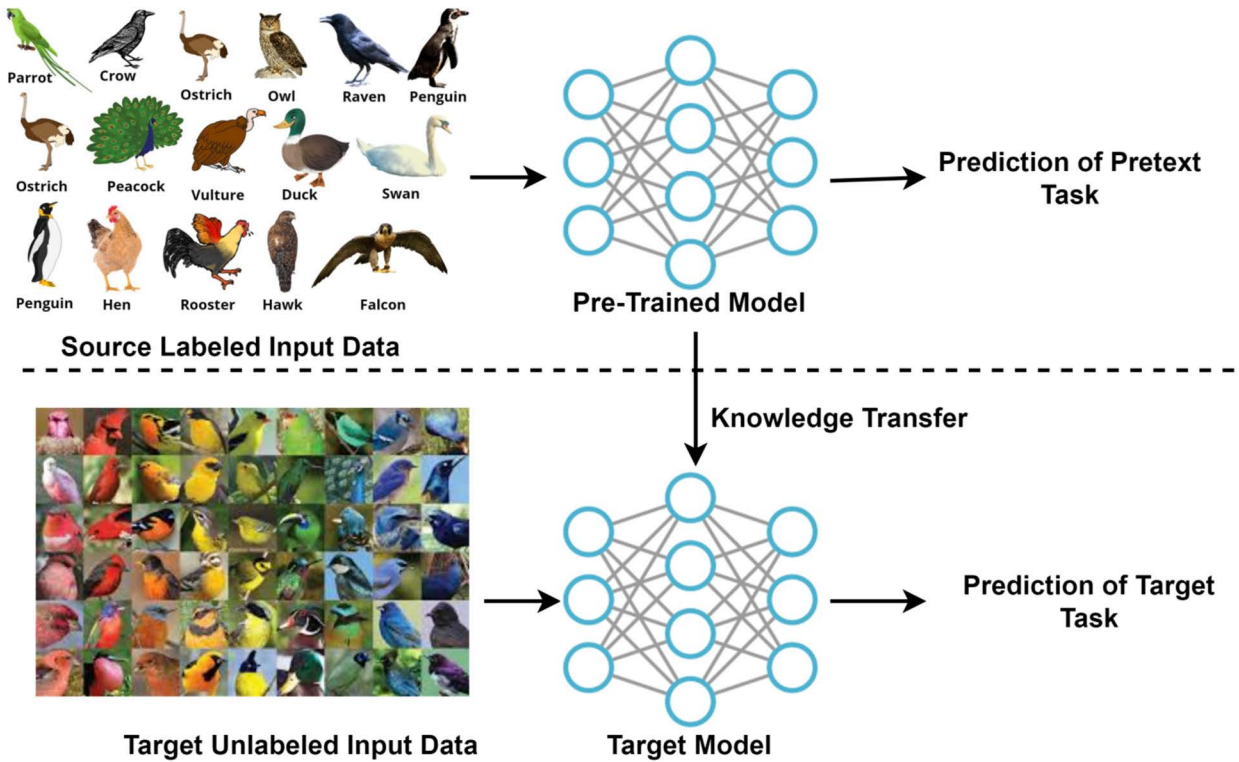 Parrot
Crow
Ostrich
Owl
Raven
Penguin
Ostrich
Peacock
Vulture
Duck
Swan
Penguin
Hen
Rooster
Hawk
Falcon
Source Labeled Input Data
Pre-Trained Model
Prediction of Pretext
Task
Knowledge Transfer
Target Unlabeled Input Data
Target Model
Prediction of Target
Task